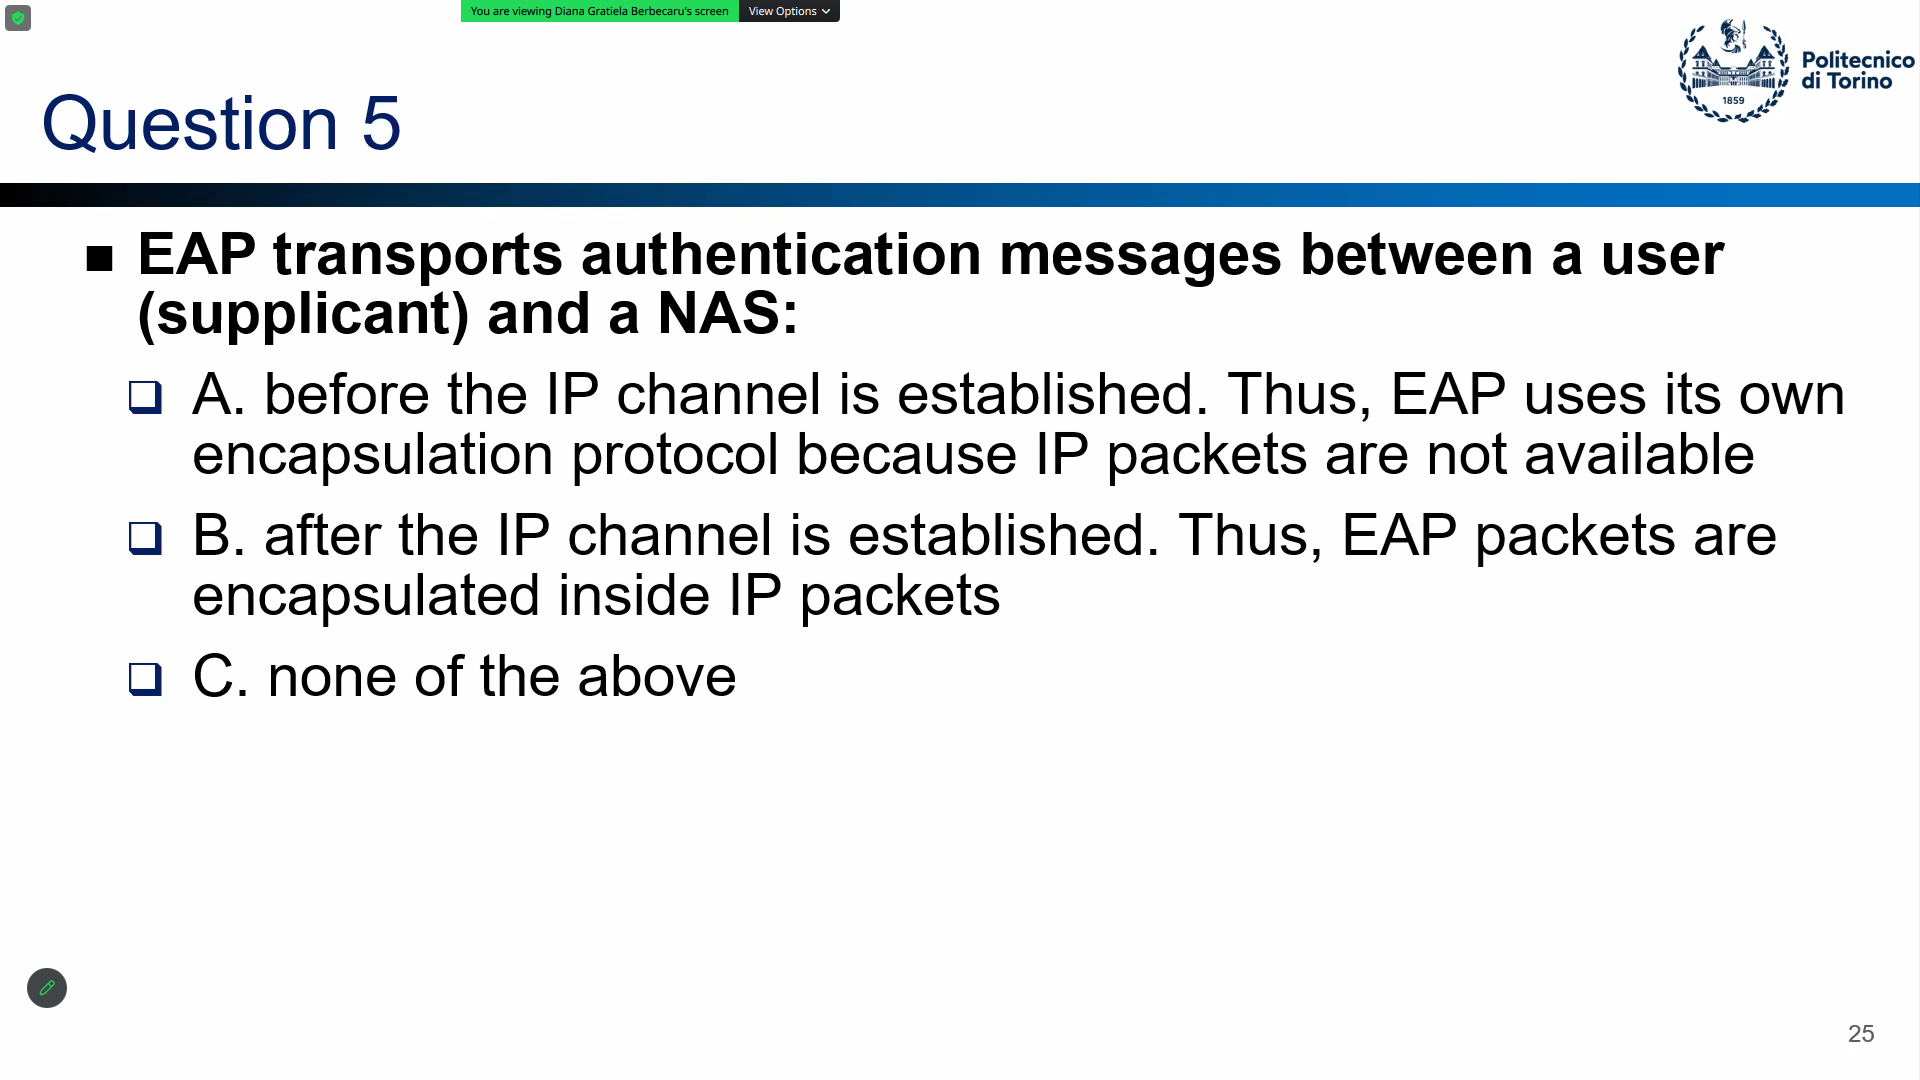 You are viewing Diana Gratiela Berbecaru's screen View Options
Politecnico
di Torino
1859
Question 5
EAP transports authentication messages between a user
(supplicant) and a NAS:
A. before the IP channel is established. Thus, EAP uses its own
encapsulation protocol because IP packets are not available
B. after the IP channel is established. Thus, EAP packets are
encapsulated inside IP packets
C. none of the above
25